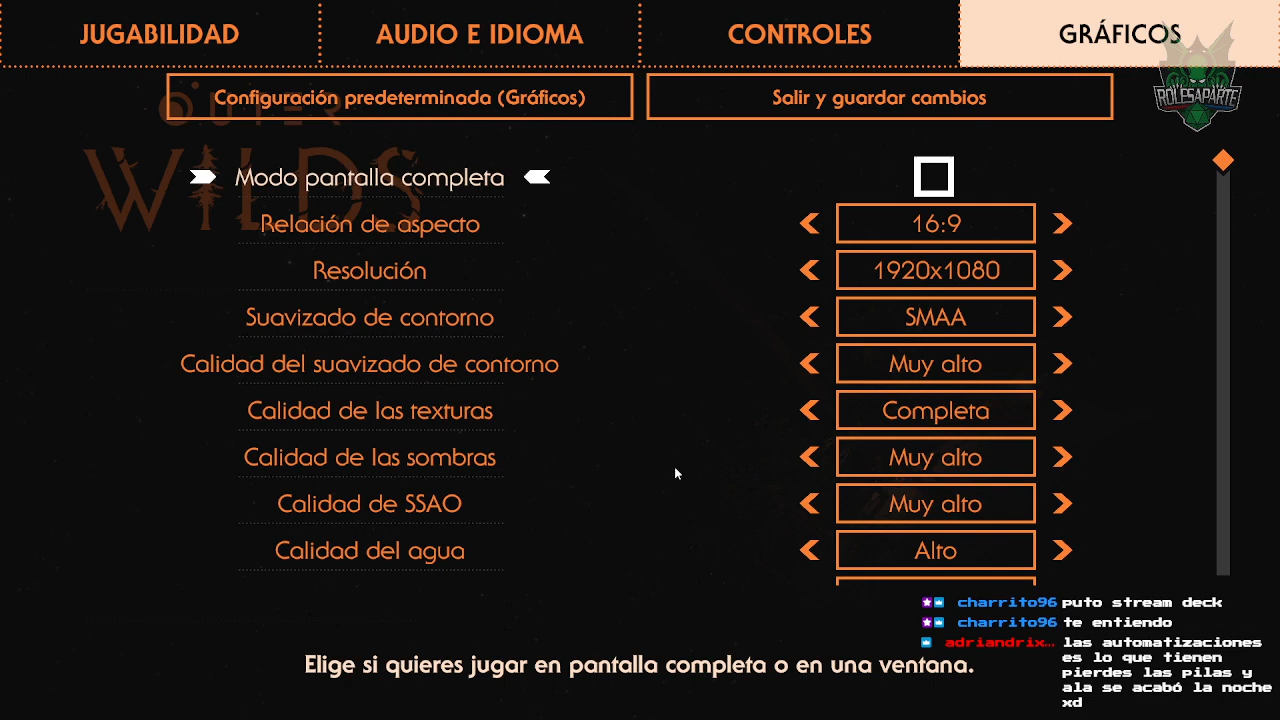 JUGABILIDAD
AUDIO E IDIOMA
CONTROLES
GRÁFICOS
Configuración predeterminada (Gráficos)
Salir y guardar cambios
ROLESAPARTE
OUTER
WILDS
Modo pantalla completa
Relación de aspecto
16:9
Resolución
1920x1080
Suavizado de contorno
SMAA
Calidad del suavizado de contorno
Muy alto
Calidad de las texturas
Completa
Calidad de las sombras
Muy alto
Calidad de SSAO
Muy alto
Calidad del agua
Alto
charrito96 puto stream deck
charrito96 te entiendo
adriandrix… las automatizaciones
es lo que tienen
pierdes las pilas y
ala se acabó la noche
xd
Elige si quieres jugar en pantalla completa o en una ventana.